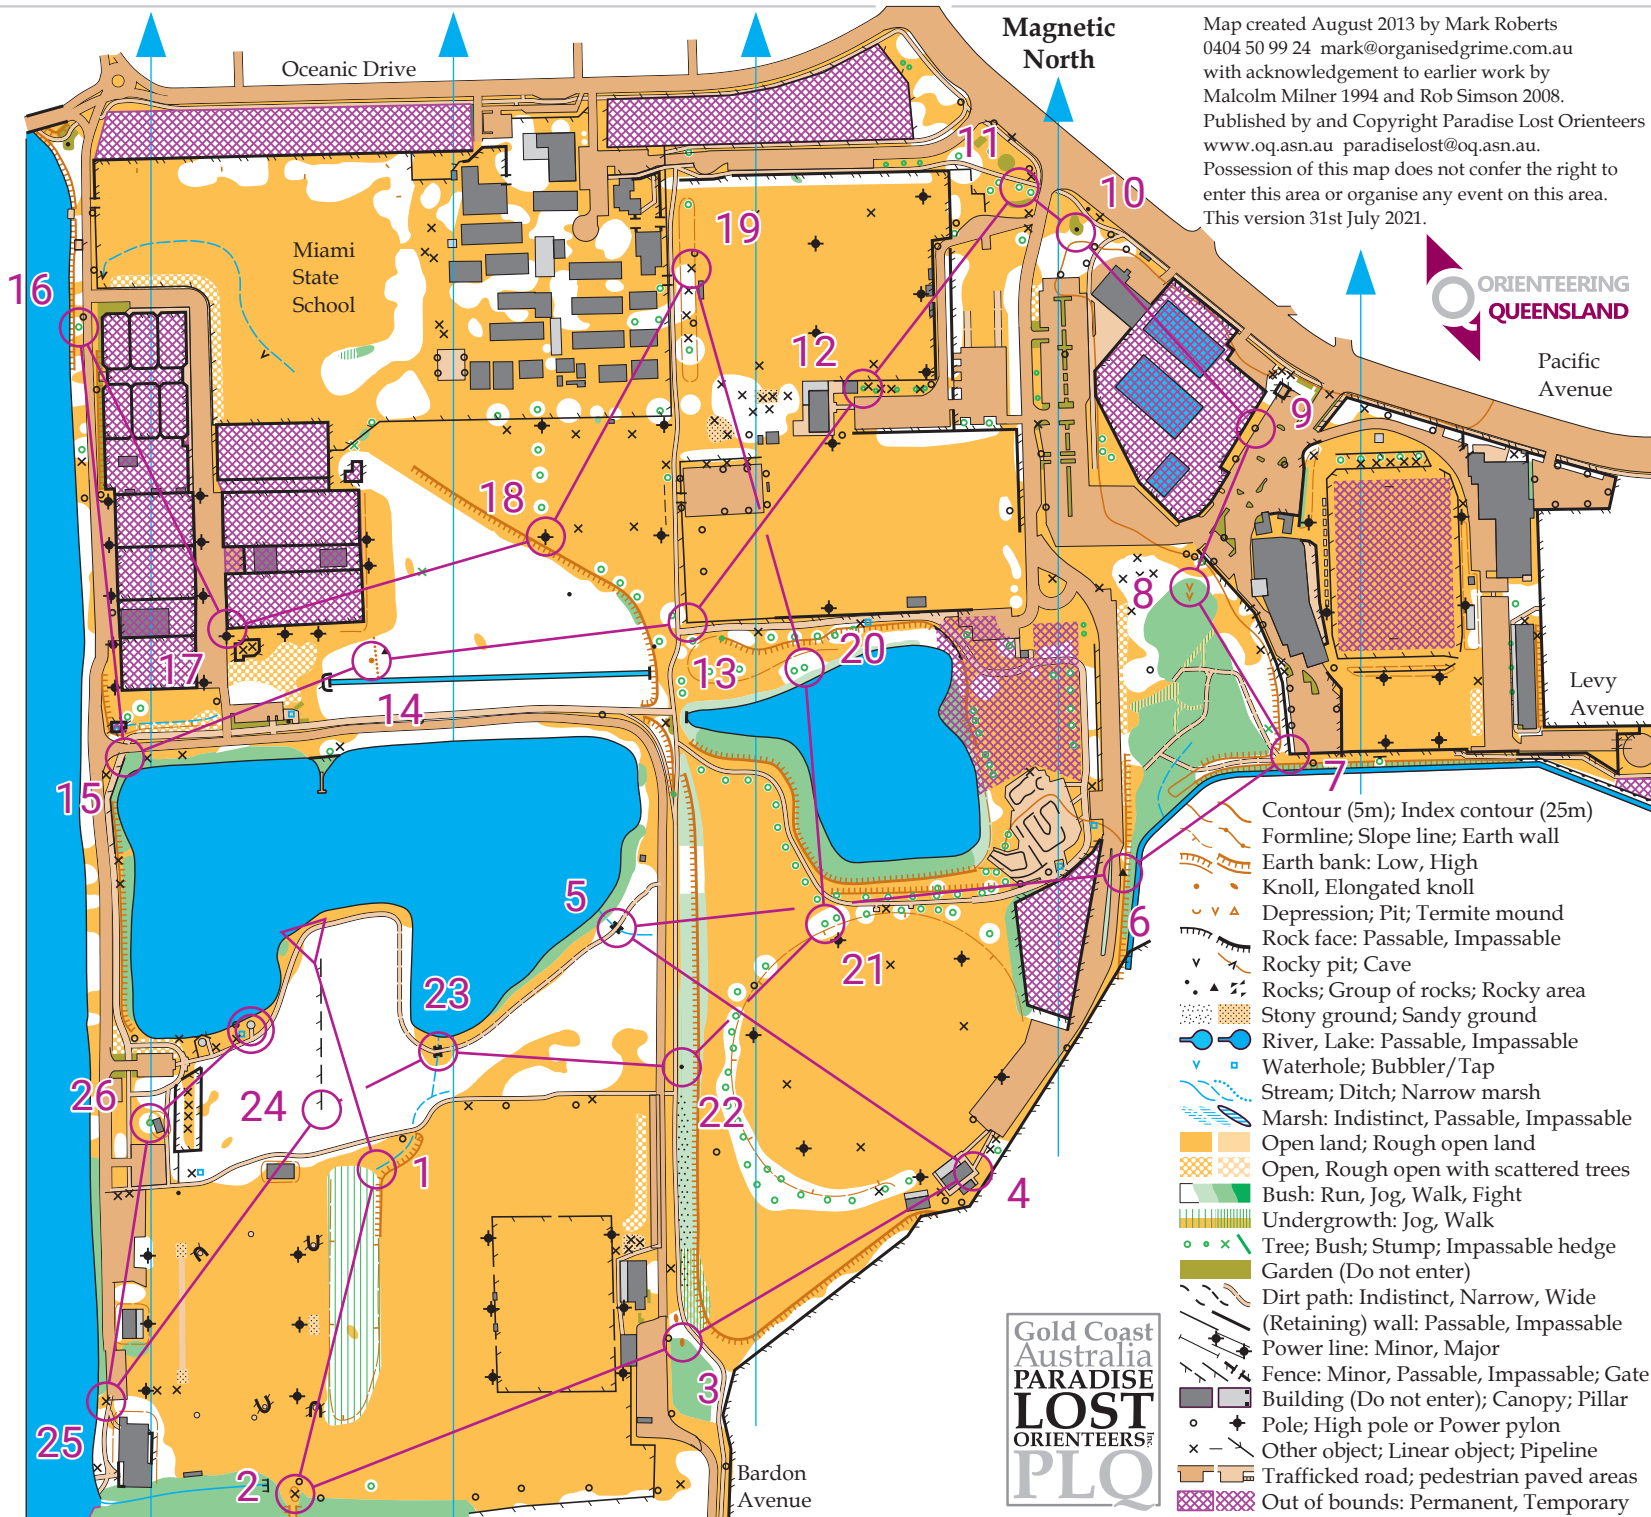 Oceanic Drive
Magnetic
North
Map created August 2013 by Mark Roberts
0404 50 99 24 mark@organisedgrime.com.au
with acknowledgement to earlier work by
Malcolm Milner 1994 and Rob Simson 2008.
Published by and Copyright Paradise Lost Orienteers
www.oq.asn.au paradiselost@oq.asn.au.
Possession of this map does not confer the right to
enter this area or organise any event on this area.
This version 31st July 2021.
ORIENTEERING
QUEENSLAND
Pacific
Avenue
Miami
State
School
11
10
19
16
12
9
18
8
17
13
20
14
Levy
Avenue
15
7
5
6
21
23
26
24
22
1
4
3
25
2
Contour (5m); Index contour (25m)
Formline; Slope line; Earth wall
Earth bank: Low, High
Knoll, Elongated knoll
Depression; Pit; Termite mound
Rock face: Passable, Impassable
Rocky pit; Cave
Rocks; Group of rocks; Rocky area
Stony ground; Sandy ground
River, Lake: Passable, Impassable
Waterhole; Bubbler/Tap
Stream; Ditch; Narrow marsh
Marsh: Indistinct, Passable, Impassable
Open land; Rough open land
Open, Rough open with scattered trees
Bush: Run, Jog, Walk, Fight
Undergrowth: Jog, Walk
Tree; Bush; Stump; Impassable hedge
Garden (Do not enter)
Dirt path: Indistinct, Narrow, Wide
(Retaining) wall: Passable, Impassable
Power line: Minor, Major
Fence: Minor, Passable, Impassable; Gate
Building (Do not enter); Canopy; Pillar
Pole; High pole or Power pylon
Other object; Linear object; Pipeline
Trafficked road; pedestrian paved areas
Out of bounds: Permanent, Temporary
Gold Coast
Australia
PARADISE
LOST
ORIENTEERS Inc.
PLQ
Bardon
Avenue